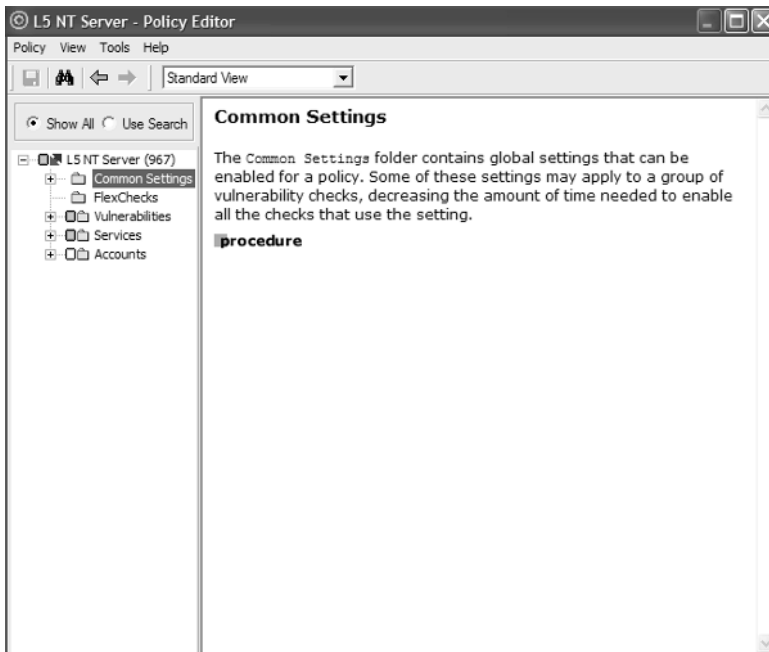 L5 NT Server - Policy Editor
Policy View Tools Help
Standard View
Show All Use Search
L5 NT Server (967)
Common Settings
FlexChecks
Vulnerabilities
Services
Accounts
Common Settings
The Common Settings folder contains global settings that can be
enabled for a policy. Some of these settings may apply to a group of
vulnerability checks, decreasing the amount of time needed to enable
all the checks that use the setting.
procedure